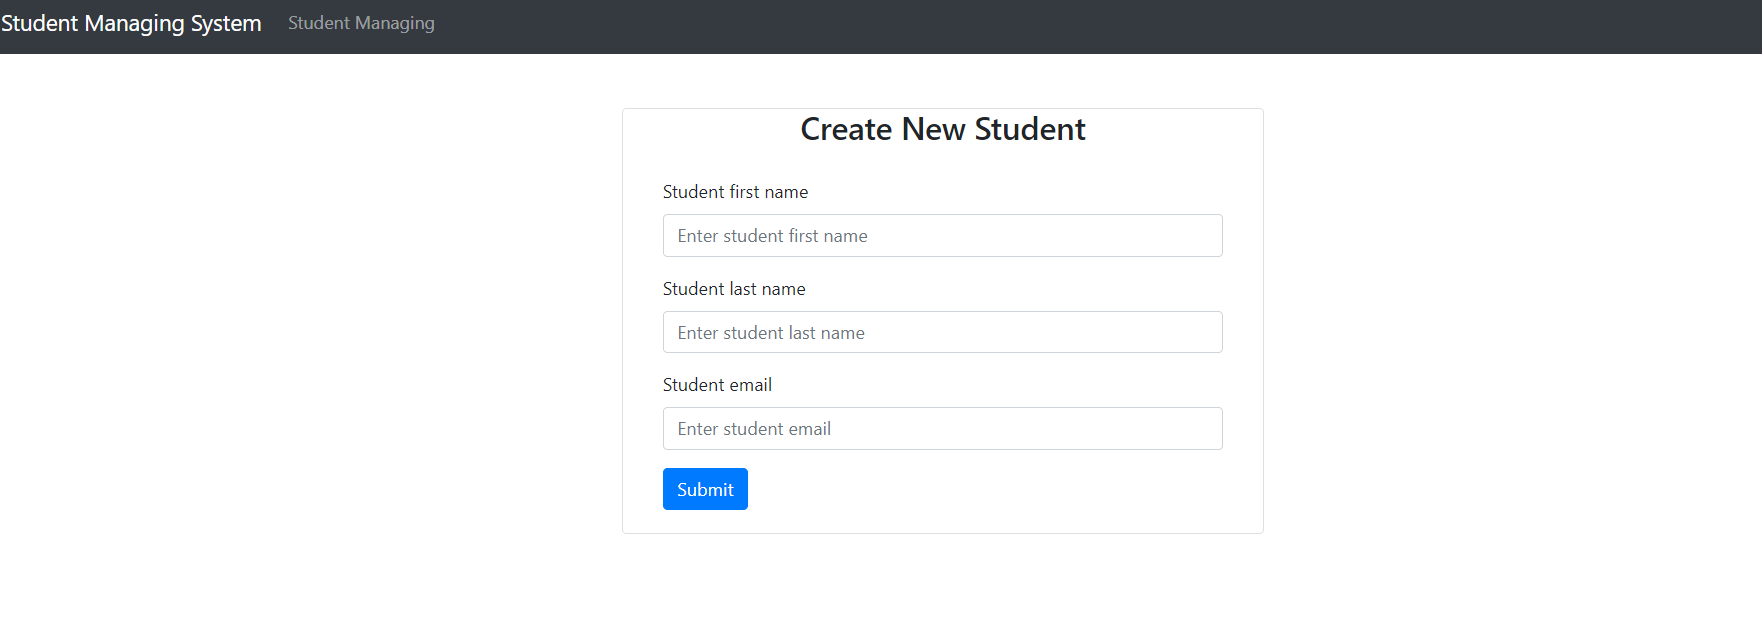 Student Managing System Student Managing
Create New Student
Student first name
Enter student first name
Student last name
Enter student last name
Student email
Enter student email
Submit